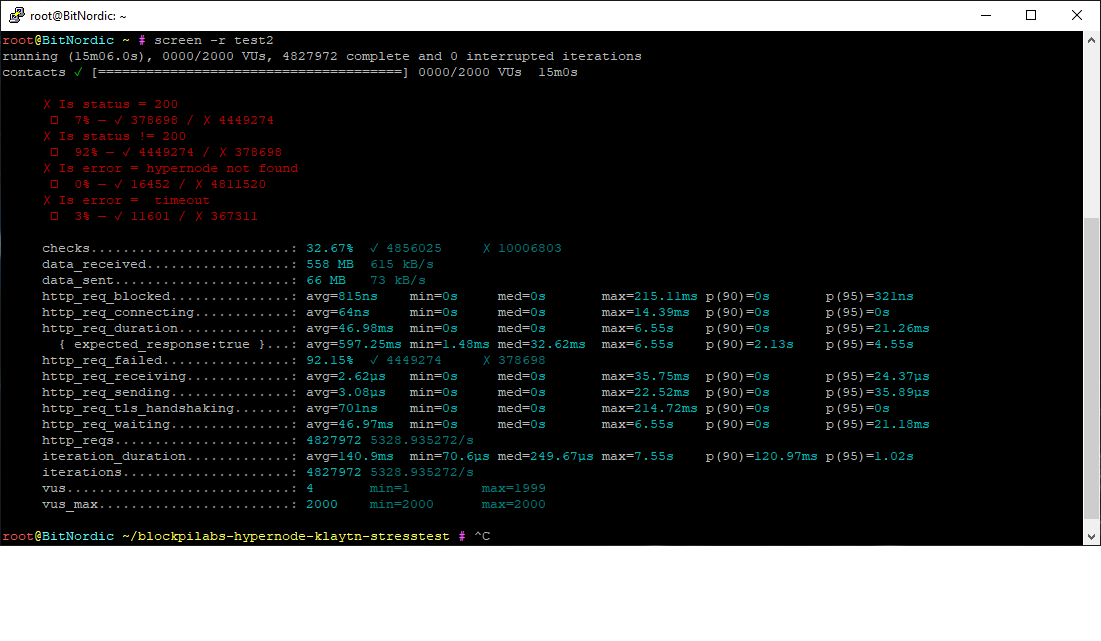 root@BitNordic: ~
root@BitNordic ~ # screen -r test2
running (15m06.0s), 0000/2000 VUs, 4827972 complete and 0 interrupted iterations
contacts ✓ [======================================] 0000/2000 VUs  15m0s
✗ Is status = 200
7% — ✓ 378698 / ✗ 4449274
✗ Is status != 200
92% — ✓ 4449274 / ✗ 378698
✗ Is error = hypernode not found
0% — ✓ 16452 / ✗ 4811520
✗ Is error =  timeout
3% — ✓ 11601 / ✗ 367311
checks.........................: 32.67%  ✓ 4856025     ✗ 10006803
data_received..................: 558 MB  615 kB/s
data_sent......................: 66 MB   73 kB/s
http_req_blocked...............: avg=815ns    min=0s     med=0s       max=215.11ms p(90)=0s       p(95)=321ns
http_req_connecting............: avg=64ns     min=0s     med=0s       max=14.39ms  p(90)=0s       p(95)=0s
http_req_duration..............: avg=46.98ms  min=0s     med=0s       max=6.55s    p(90)=0s       p(95)=21.26ms
{ expected_response:true }...: avg=597.25ms min=1.48ms med=32.62ms  max=6.55s    p(90)=2.13s    p(95)=4.55s
http_req_failed................: 92.15%  ✓ 4449274     ✗ 378698
http_req_receiving.............: avg=2.62µs   min=0s     med=0s       max=35.75ms  p(90)=0s       p(95)=24.37µs
http_req_sending...............: avg=3.08µs   min=0s     med=0s       max=22.52ms  p(90)=0s       p(95)=35.89µs
http_req_tls_handshaking.......: avg=701ns    min=0s     med=0s       max=214.72ms p(90)=0s       p(95)=0s
http_req_waiting...............: avg=46.97ms  min=0s     med=0s       max=6.55s    p(90)=0s       p(95)=21.18ms
http_reqs......................: 4827972 5328.935272/s
iteration_duration.............: avg=140.9ms  min=70.6µs med=249.67µs max=7.55s    p(90)=120.97ms p(95)=1.02s
iterations.....................: 4827972 5328.935272/s
vus............................: 4       min=1         max=1999
vus_max........................: 2000    min=2000      max=2000
root@BitNordic ~/blockpilabs-hypernode-klaytn-stresstest # ^C